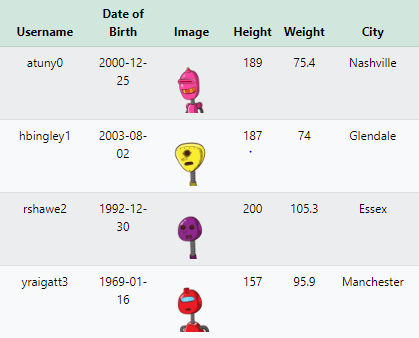 Username Date of Birth Image Height Weight City
atuny0 2000-12-25 189 75.4 Nashville
hbingley1 2003-08-02 187 74 Glendale
rshawe2 1992-12-30 200 105.3 Essex
yraigatt3 1969-01-16 157 95.9 Manchester